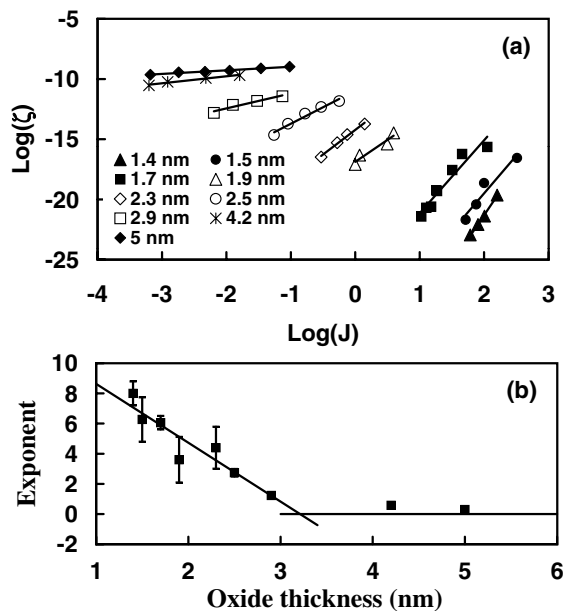 (a)
-5
-10
-15
-20
-25
Log(ζ)
1.4 nm 1.5 nm
1.7 nm 1.9 nm
2.3 nm 2.5 nm
2.9 nm 4.2 nm
5 nm
-4 -3 -2 -1 0 1 2 3
Log(J)
(b)
10
8
6
4
2
0
-2
Exponent
1 2 3 4 5 6
Oxide thickness (nm)